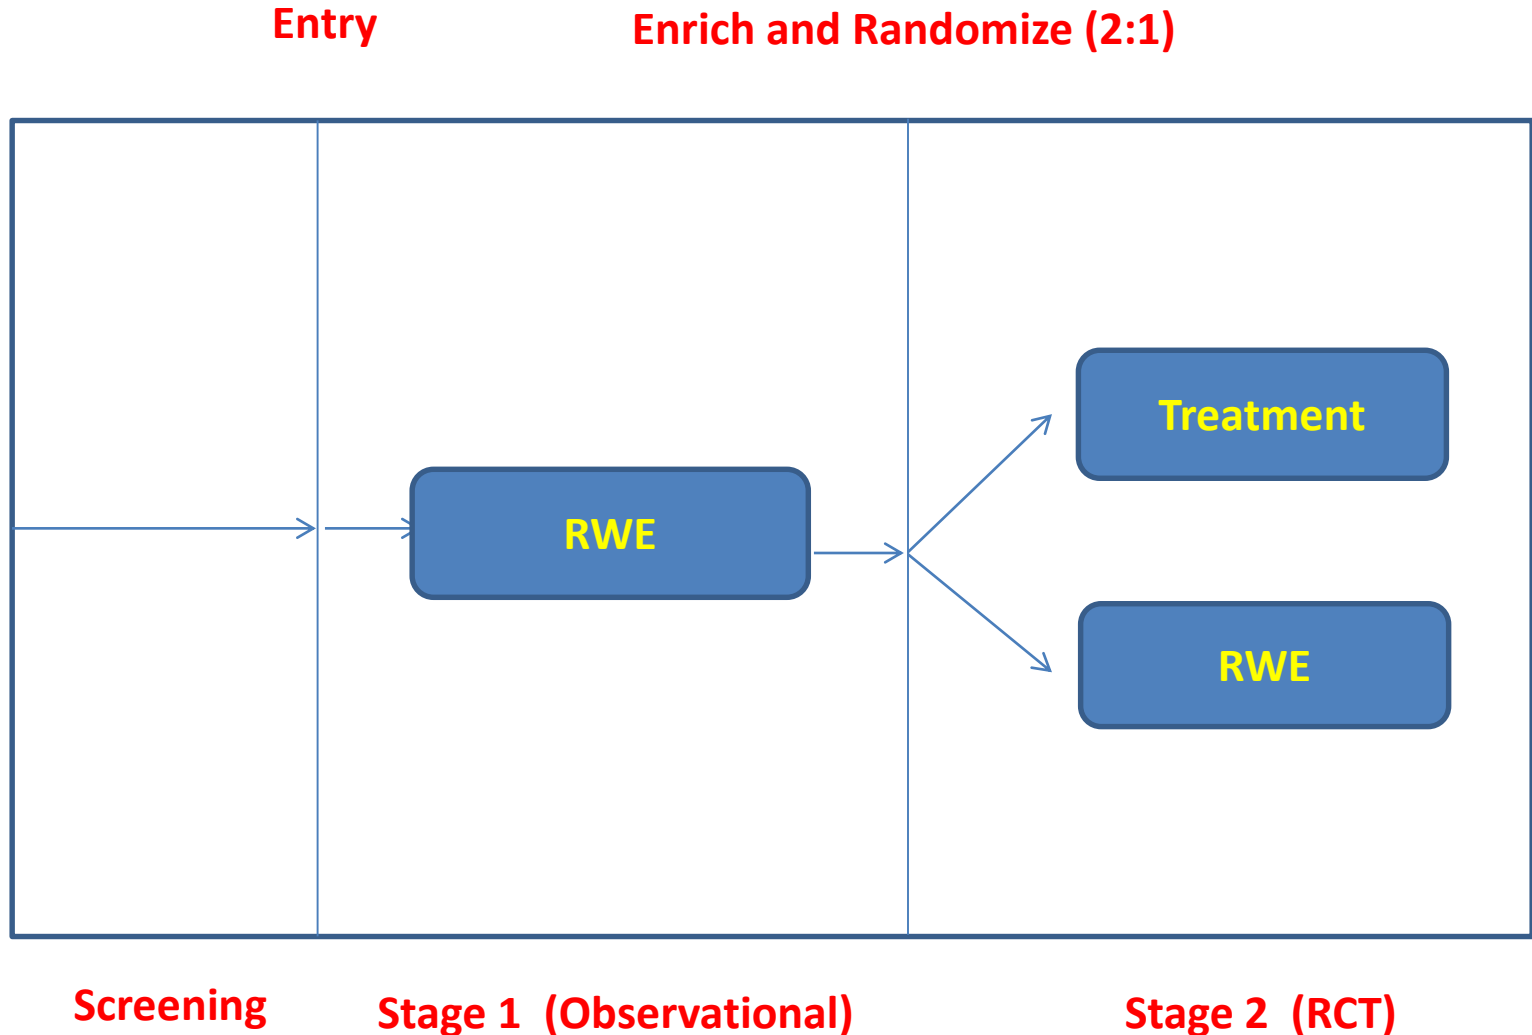 Entry
Enrich and Randomize (2:1)
Treatment
RWE
RWE
Screening
Stage 1  (Observational)
Stage 2  (RCT)